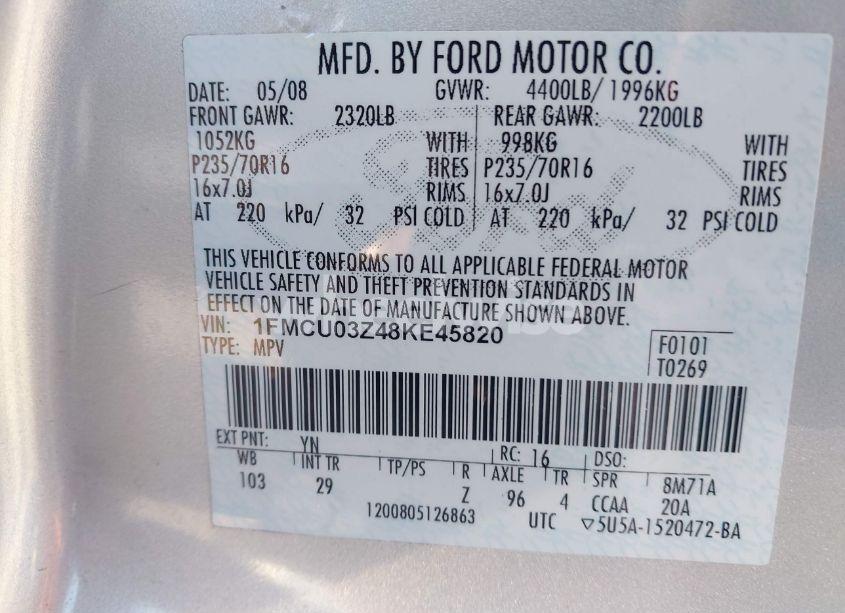 MFD. BY FORD MOTOR CO.
DATE: 05/08 GVWR: 4400LB/ 1996KG
FRONT GAWR: 2320LB REAR GAWR: 2200LB
1052KG WITH 998KG WITH
P235/70R16 TIRES P235/70R16 TIRES
16x7.0J RIMS 16x7.0J RIMS
AT 220 kPa/ 32 PSI COLD AT 220 kPa/ 32 PSI COLD
THIS VEHICLE CONFORMS TO ALL APPLICABLE FEDERAL MOTOR
VEHICLE SAFETY AND THEFT PREVENTION STANDARDS IN
EFFECT ON THE DATE OF MANUFACTURE SHOWN ABOVE.
VIN: 1FMCU03Z48KE45820
TYPE: MPV
F0101
T0269
EXT PNT: YN RC: 16 DSO:
WB INT TR TP/PS R AXLE TR SPR 8M71A
103 29 Z 96 4 CCAA 20A
1200805126863 UTC ▽5U5A-1520472-BA